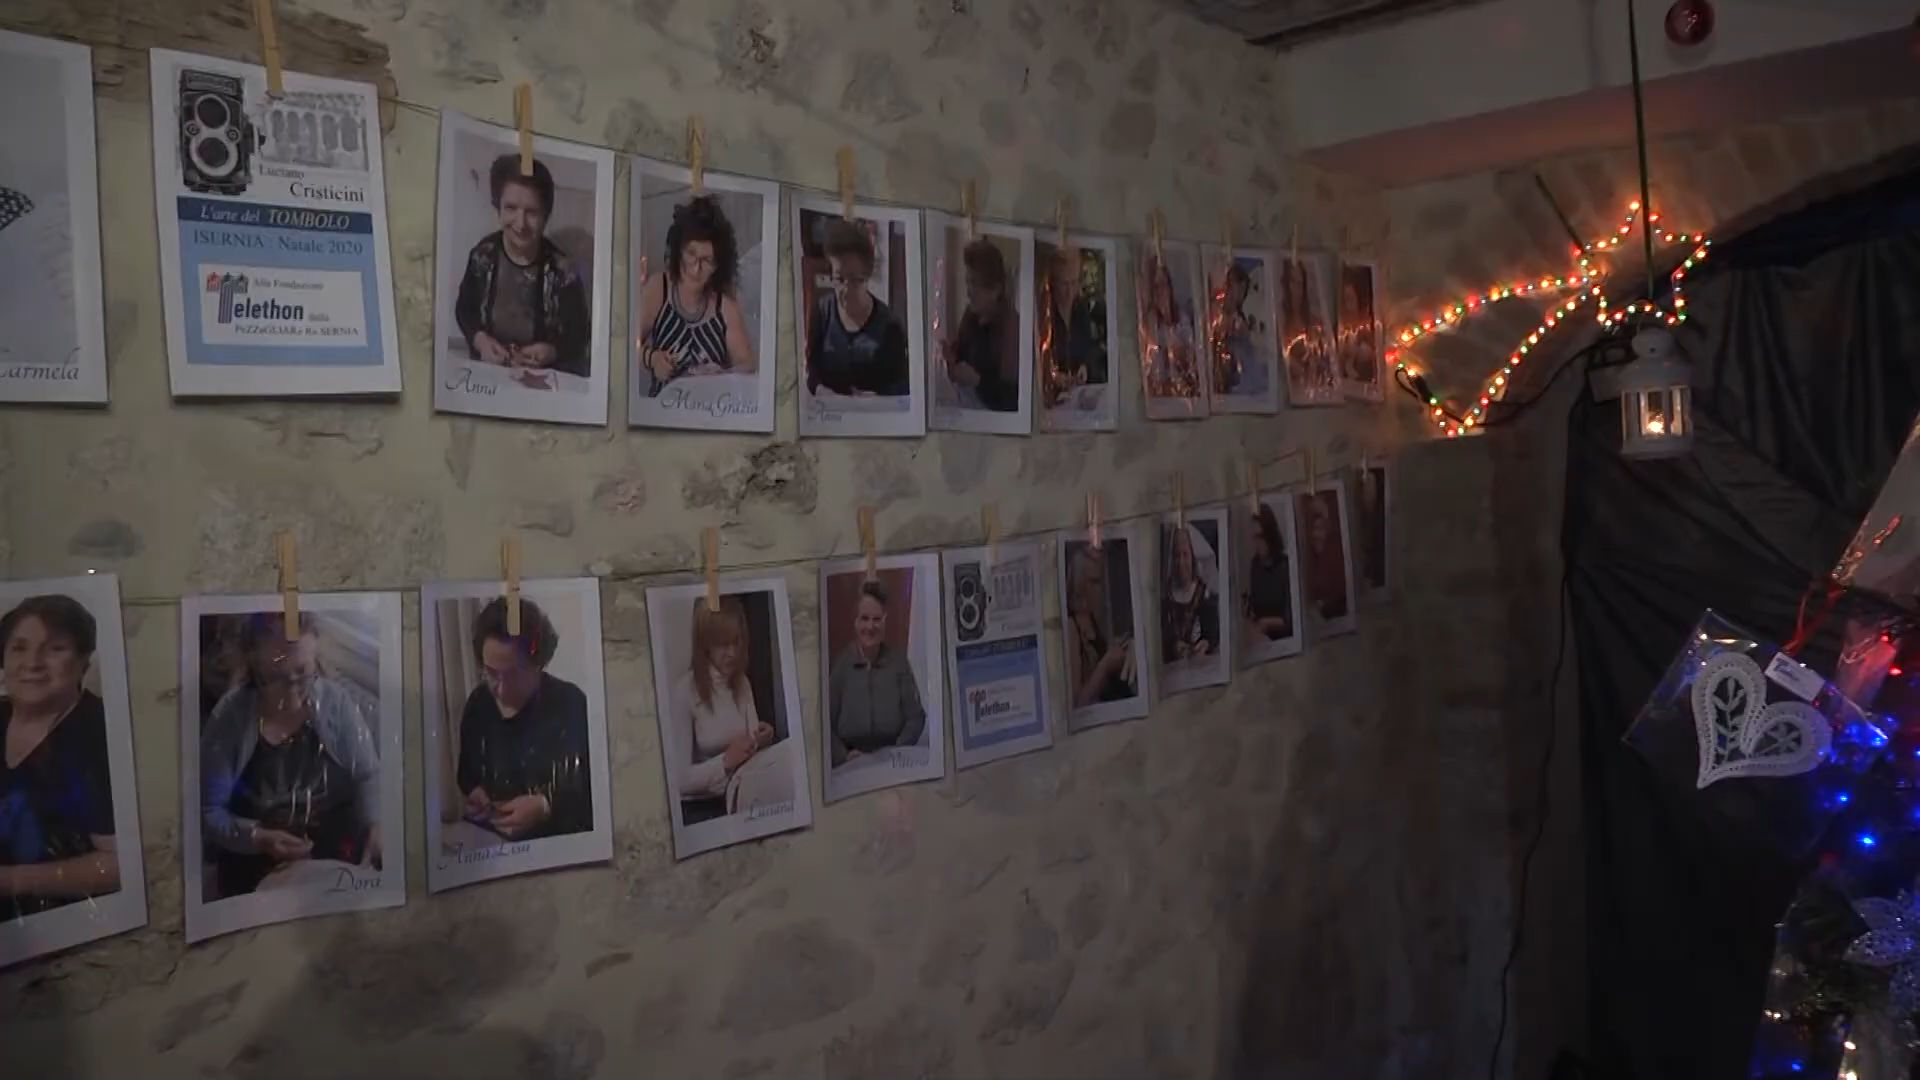 Carmela
Luciano
Cristicini
L'arte del TOMBOLO
ISERNIA Natale 2020
Alla Fondazione
Telethon dalle
PeZZaGLIARe Re SERNIA
Anna
Maria Grazia
Anna
Dora
Anna Lisa
Luciana
Telethon